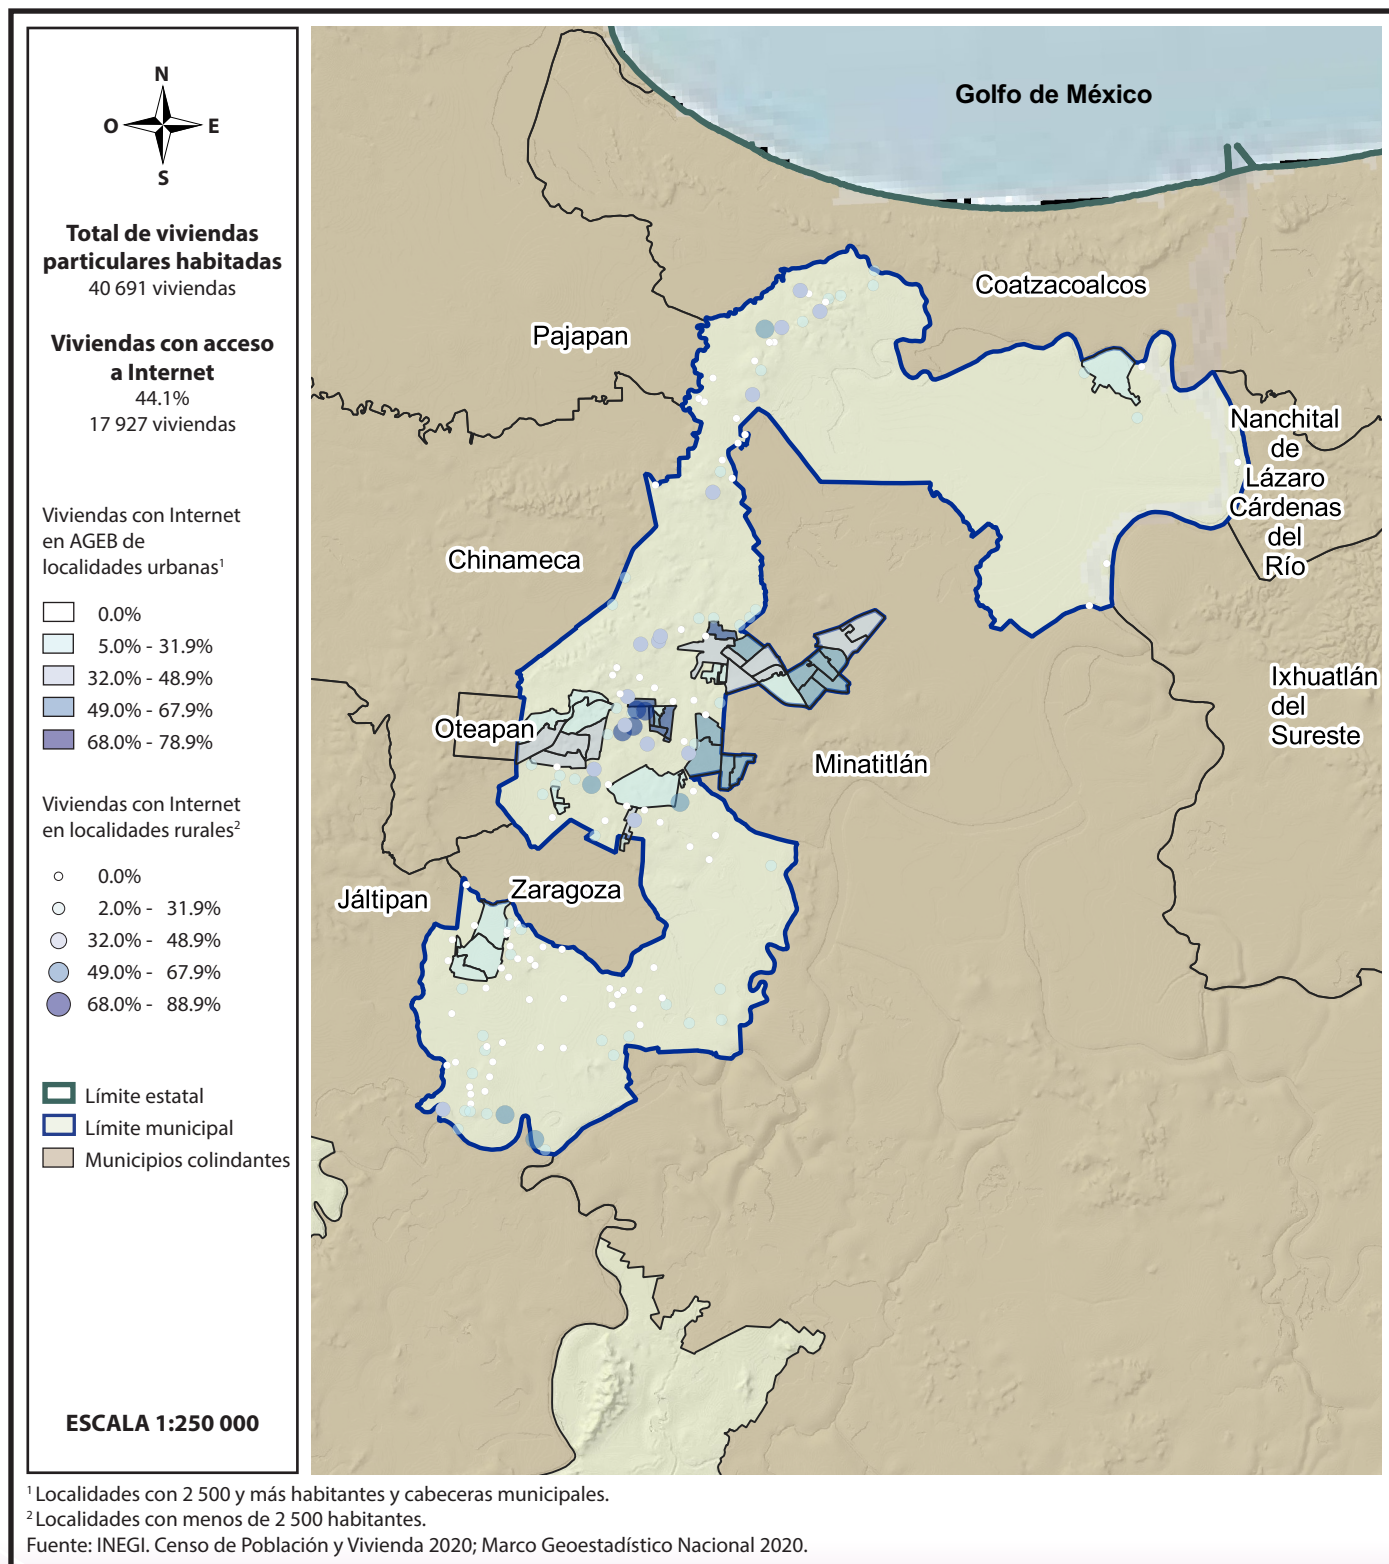 N
O
E
S
Total de viviendas
particulares habitadas
40 691 viviendas
Viviendas con acceso
a Internet
44.1%
17 927 viviendas
Viviendas con Internet
en AGEB de
localidades urbanas¹
0.0%
5.0% - 31.9%
32.0% - 48.9%
49.0% - 67.9%
68.0% - 78.9%
Viviendas con Internet
en localidades rurales²
0.0%
2.0% - 31.9%
32.0% - 48.9%
49.0% - 67.9%
68.0% - 88.9%
Límite estatal
Límite municipal
Municipios colindantes
ESCALA 1:250 000
Golfo de México
Coatzacoalcos
Pajapan
Nanchital
de
Lázaro
Cárdenas
del
Río
Chinameca
Ixhuatlán
del
Sureste
Oteapan
Minatitlán
Jáltipan
Zaragoza
¹ Localidades con 2 500 y más habitantes y cabeceras municipales.
² Localidades con menos de 2 500 habitantes.
Fuente: INEGI. Censo de Población y Vivienda 2020; Marco Geoestadístico Nacional 2020.